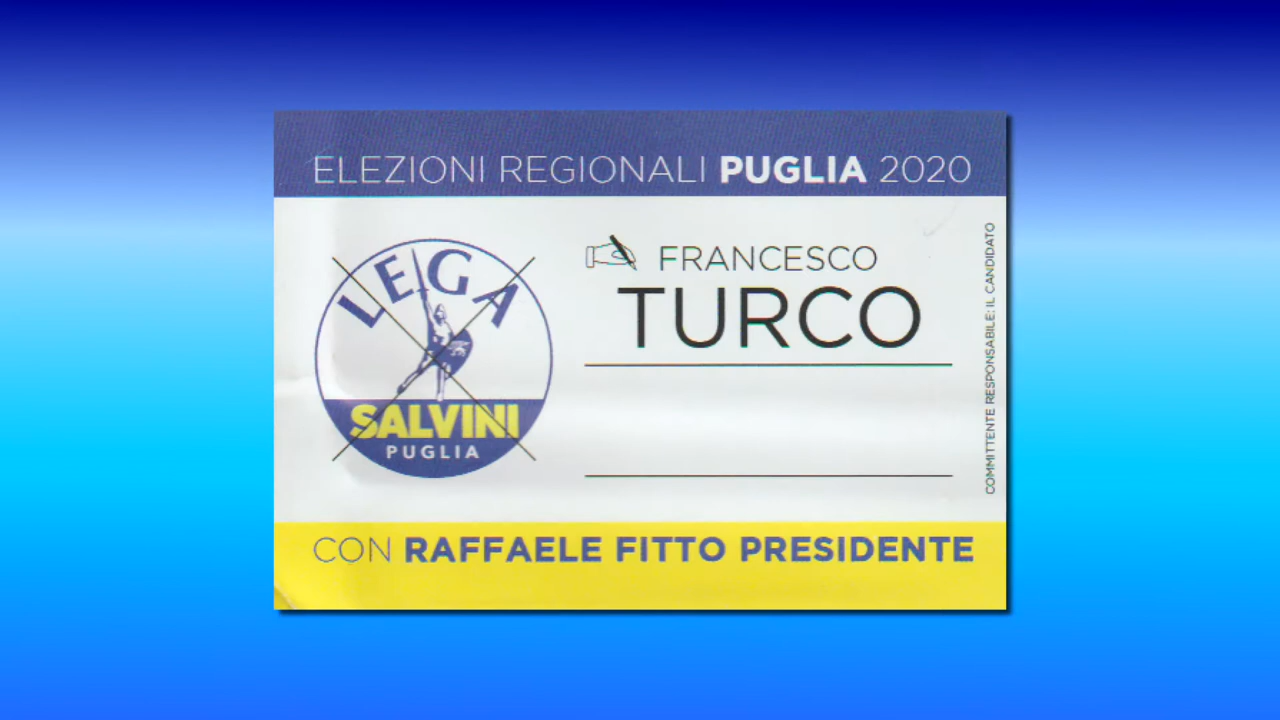 ELEZIONI REGIONALI PUGLIA 2020
LEGA
SALVINI
PUGLIA
FRANCESCO
TURCO
COMMITTENTE RESPONSABILE: IL CANDIDATO
CON RAFFAELE FITTO PRESIDENTE